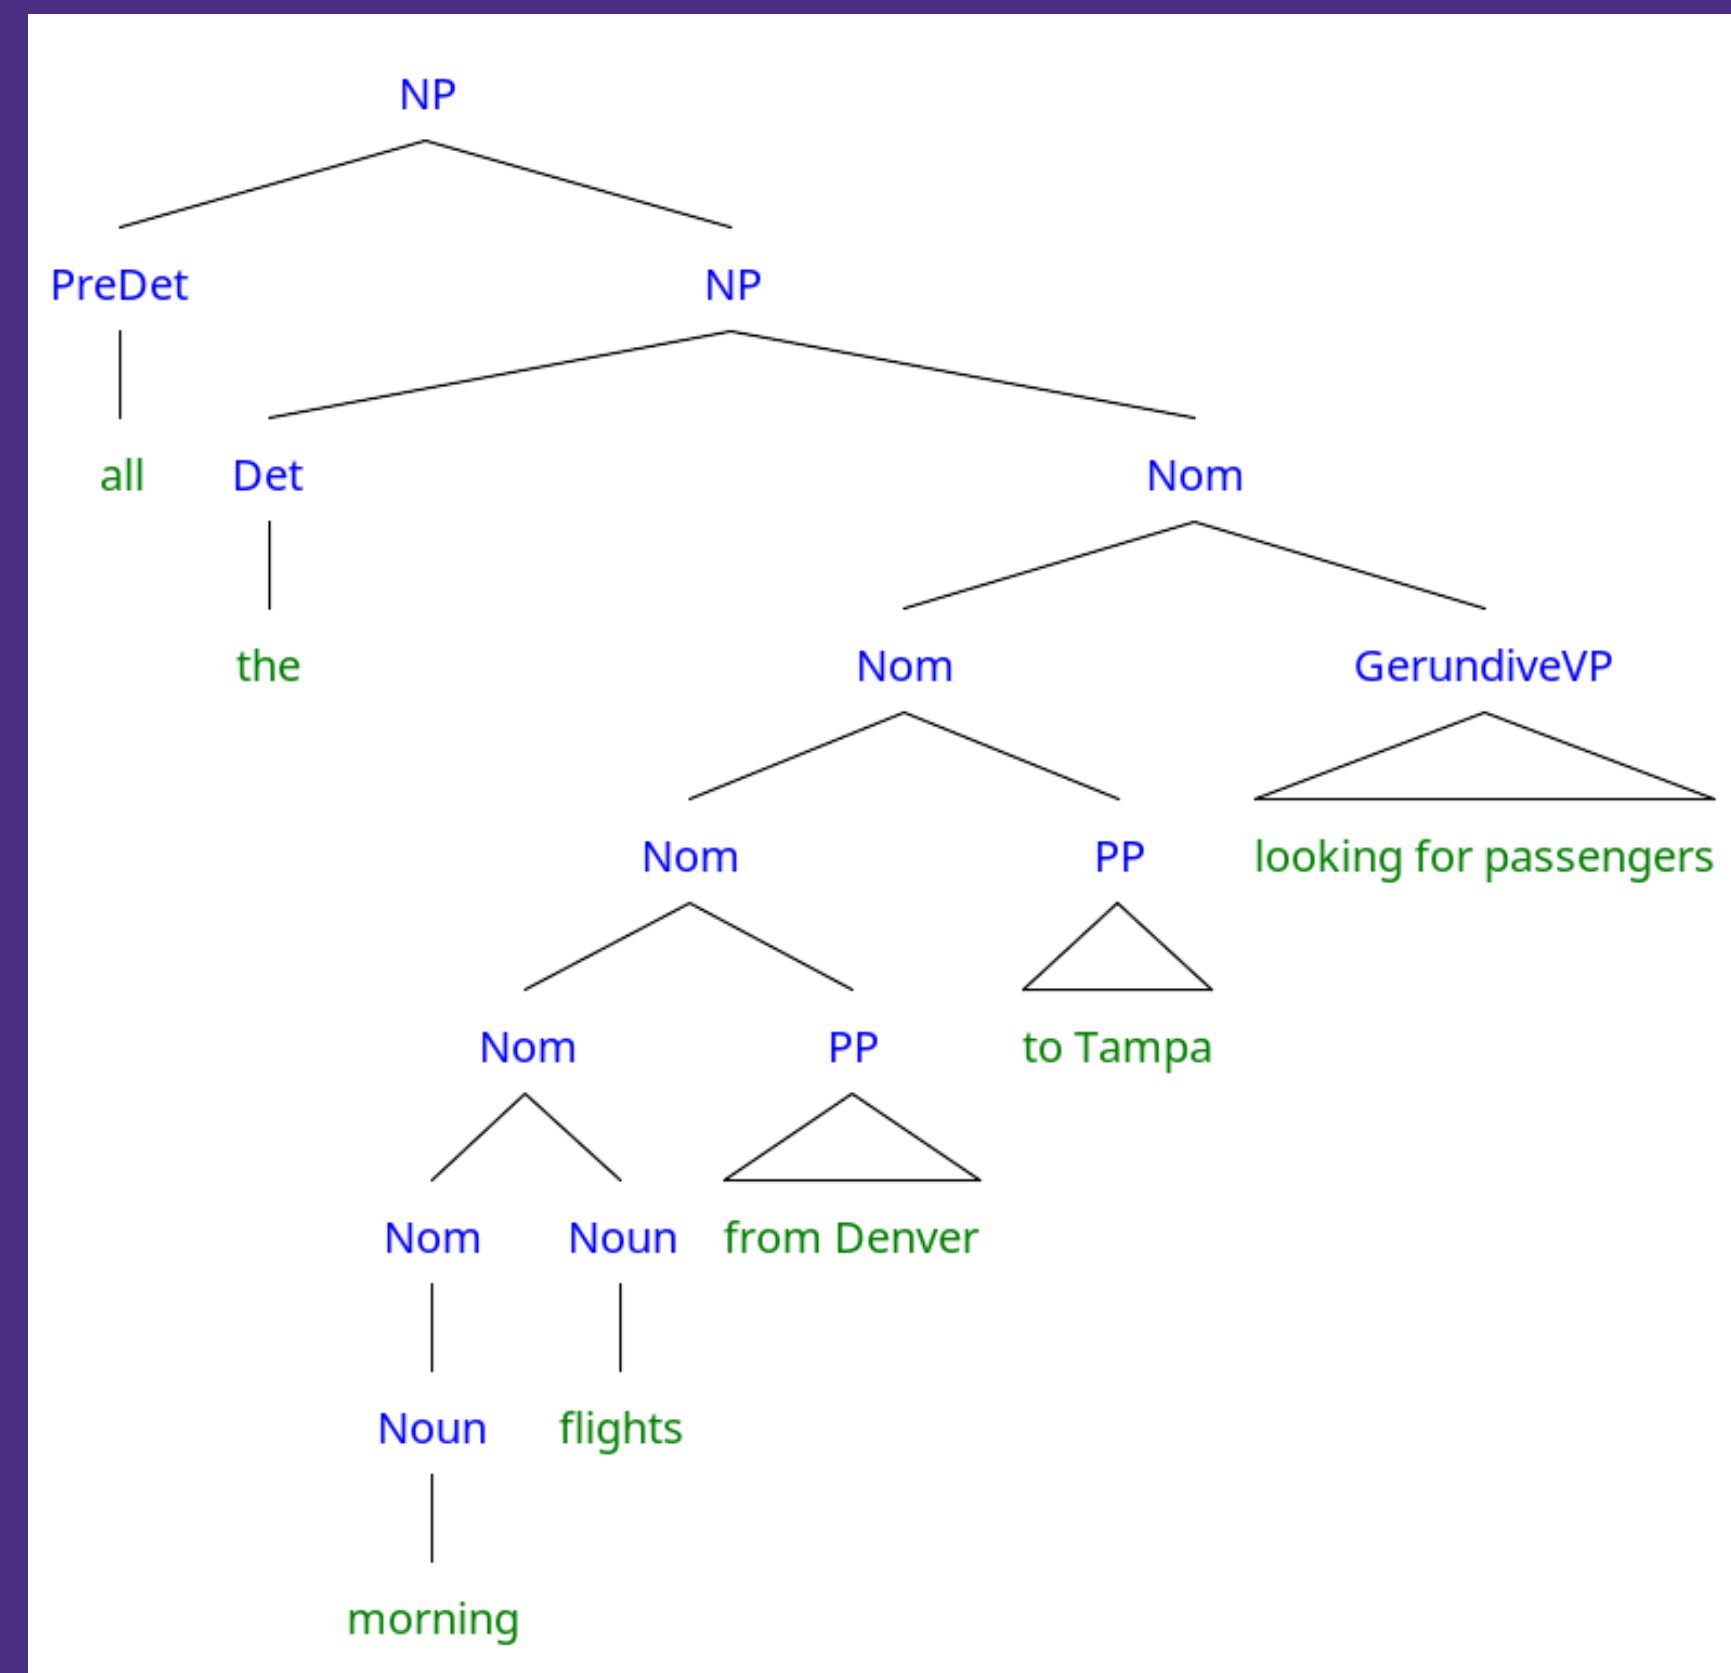 NP
PreDet NP
all Det Nom
the Nom GerundiveVP
Nom PP looking for passengers
Nom PP to Tampa
Nom Noun from Denver
Noun flights
morning